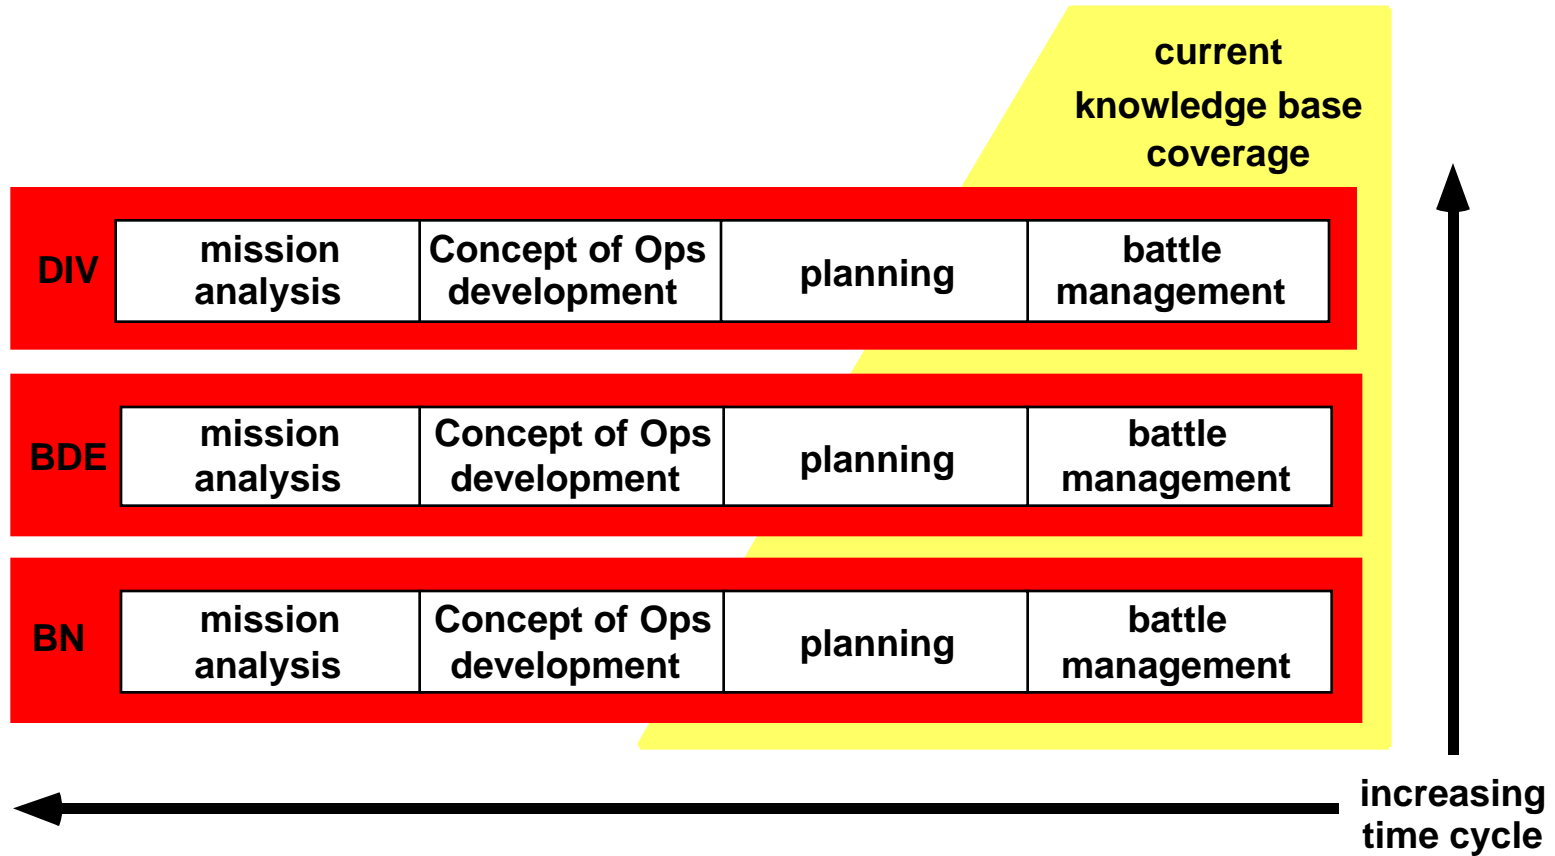 current
knowledge base
coverage
DIV
mission
analysis
Concept of Ops
development
planning
battle
management
BDE
mission
analysis
Concept of Ops
development
planning
battle
management
BN
mission
analysis
Concept of Ops
development
planning
battle
management
increasing
time cycle